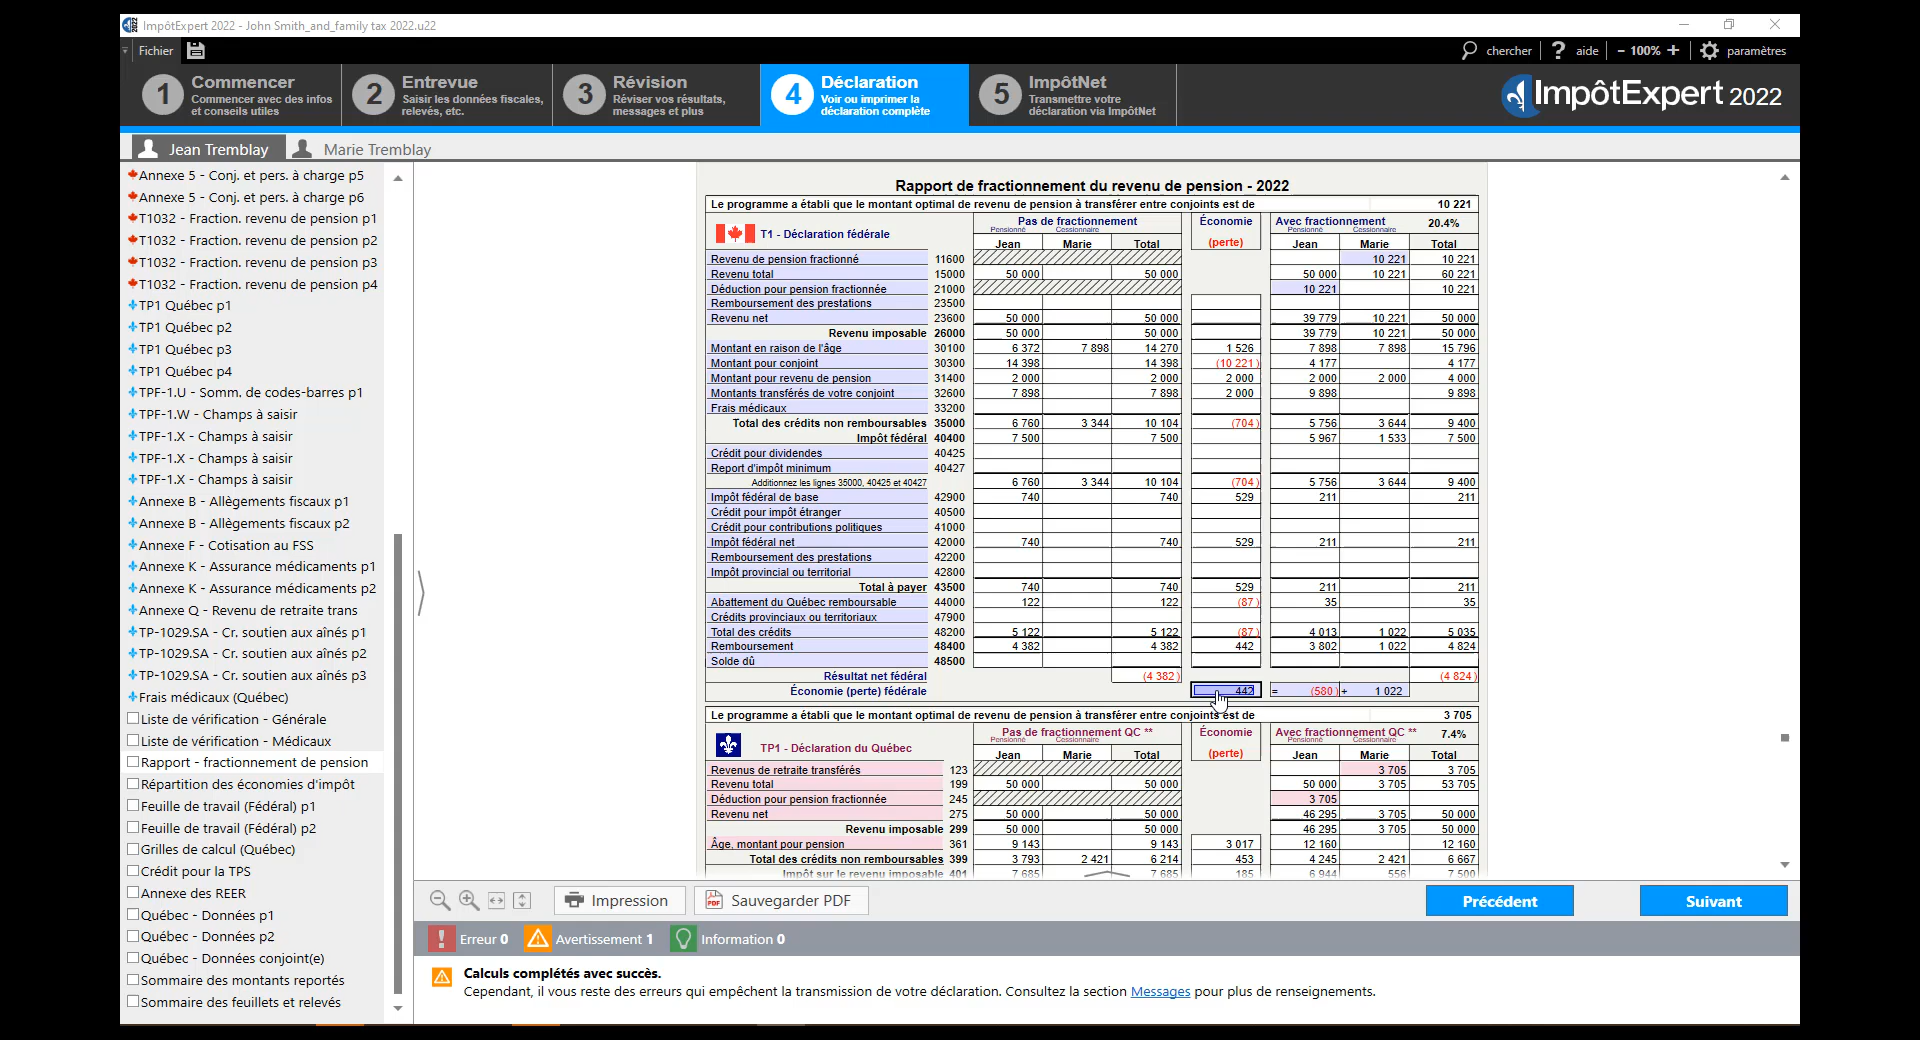 ImpôtExpert 2022 - John Smith_and_family tax 2022.u22
Fichier
chercher
? aide
− 100% +
paramètres
1 Commencer
Commencer avec des infos
et conseils utiles
2 Entrevue
Saisir les données fiscales,
relevés, etc.
3 Révision
Réviser vos résultats,
messages et plus
4 Déclaration
Voir ou imprimer la
déclaration complète
5 ImpôtNet
Transmettre votre
déclaration via ImpôtNet
ImpôtExpert 2022
Jean Tremblay
Marie Tremblay
Annexe 5 - Conj. et pers. à charge p5
Annexe 5 - Conj. et pers. à charge p6
T1032 - Fraction. revenu de pension p1
T1032 - Fraction. revenu de pension p2
T1032 - Fraction. revenu de pension p3
T1032 - Fraction. revenu de pension p4
TP1 Québec p1
TP1 Québec p2
TP1 Québec p3
TP1 Québec p4
TPF-1.U - Somm. de codes-barres p1
TPF-1.W - Champs à saisir
TPF-1.X - Champs à saisir
TPF-1.X - Champs à saisir
TPF-1.X - Champs à saisir
Annexe B - Allègements fiscaux p1
Annexe B - Allègements fiscaux p2
Annexe F - Cotisation au FSS
Annexe K - Assurance médicaments p1
Annexe K - Assurance médicaments p2
Annexe Q - Revenu de retraite trans
TP-1029.SA - Cr. soutien aux aînés p1
TP-1029.SA - Cr. soutien aux aînés p2
TP-1029.SA - Cr. soutien aux aînés p3
Frais médicaux (Québec)
Liste de vérification - Générale
Liste de vérification - Médicaux
Rapport - fractionnement de pension
Répartition des économies d'impôt
Feuille de travail (Fédéral) p1
Feuille de travail (Fédéral) p2
Grilles de calcul (Québec)
Crédit pour la TPS
Annexe des REER
Québec - Données p1
Québec - Données p2
Québec - Données conjoint(e)
Sommaire des montants reportés
Sommaire des feuillets et relevés
Rapport de fractionnement du revenu de pension - 2022
Le programme a établi que le montant optimal de revenu de pension à transférer entre conjoints est de 10 221
T1 - Déclaration fédérale
Pas de fractionnement Économie Avec fractionnement 20.4%
Pensionné Cessionnaire (perte) Pensionné Cessionnaire
Jean Marie Total Jean Marie Total
Revenu de pension fractionné 11600 10 221 10 221
Revenu total 15000 50 000 50 000 50 000 10 221 60 221
Déduction pour pension fractionnée 21000 10 221 10 221
Remboursement des prestations 23500
Revenu net 23600 50 000 50 000 39 779 10 221 50 000
Revenu imposable 26000 50 000 50 000 39 779 10 221 50 000
Montant en raison de l'âge 30100 6 372 7 898 14 270 1 526 7 898 7 898 15 796
Montant pour conjoint 30300 14 398 14 398 (10 221) 4 177 4 177
Montant pour revenu de pension 31400 2 000 2 000 2 000 2 000 2 000 4 000
Montants transférés de votre conjoint 32600 7 898 7 898 2 000 9 898 9 898
Frais médicaux 33200
Total des crédits non remboursables 35000 6 760 3 344 10 104 (704) 5 756 3 644 9 400
Impôt fédéral 40400 7 500 7 500 5 967 1 533 7 500
Crédit pour dividendes 40425
Report d'impôt minimum 40427
Additionnez les lignes 35000, 40425 et 40427 6 760 3 344 10 104 (704) 5 756 3 644 9 400
Impôt fédéral de base 42900 740 740 529 211 211
Crédit pour impôt étranger 40500
Crédit pour contributions politiques 41000
Impôt fédéral net 42000 740 740 529 211 211
Remboursement des prestations 42200
Impôt provincial ou territorial 42800
Total à payer 43500 740 740 529 211 211
Abattement du Québec remboursable 44000 122 122 (87) 35 35
Crédits provinciaux ou territoriaux 47900
Total des crédits 48200 5 122 5 122 (87) 4 013 1 022 5 035
Remboursement 48400 4 382 4 382 442 3 802 1 022 4 824
Solde dû 48500
Résultat net fédéral (4 382) (4 824)
Économie (perte) fédérale 442 = (580) + 1 022
Le programme a établi que le montant optimal de revenu de pension à transférer entre conjoints est de 3 705
TP1 - Déclaration du Québec
Pas de fractionnement QC ** Économie Avec fractionnement QC ** 7.4%
Pensionné Cessionnaire (perte) Pensionné Cessionnaire
Jean Marie Total Jean Marie Total
Revenus de retraite transférés 123 3 705 3 705
Revenu total 199 50 000 50 000 50 000 3 705 53 705
Déduction pour pension fractionnée 245 3 705
Revenu net 275 50 000 50 000 46 295 3 705 50 000
Revenu imposable 299 50 000 50 000 46 295 3 705 50 000
Âge, montant pour pension 361 9 143 9 143 3 017 12 160 12 160
Total des crédits non remboursables 399 3 793 2 421 6 214 453 4 245 2 421 6 667
Impôt sur le revenu imposable 401 7 685 7 685 185 6 944 556 7 500
Impression
PDF Sauvegarder PDF
Précédent
Suivant
! Erreur 0
Avertissement 1
Information 0
Calculs complétés avec succès.
Cependant, il vous reste des erreurs qui empêchent la transmission de votre déclaration. Consultez la section Messages pour plus de renseignements.